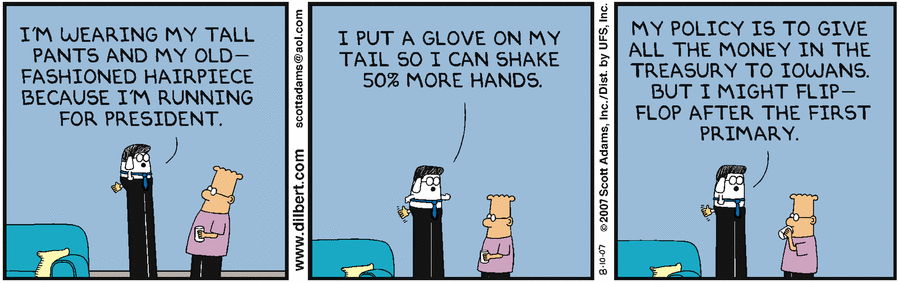 I'M WEARING MY TALL
PANTS AND MY OLD-
FASHIONED HAIRPIECE
BECAUSE I'M RUNNING
FOR PRESIDENT.
www.dilbert.com scottadams@aol.com
I PUT A GLOVE ON MY
TAIL SO I CAN SHAKE
50% MORE HANDS.
8-10-07 ©2007 Scott Adams, Inc./Dist. by UFS, Inc.
MY POLICY IS TO GIVE
ALL THE MONEY IN THE
TREASURY TO IOWANS.
BUT I MIGHT FLIP-
FLOP AFTER THE FIRST
PRIMARY.